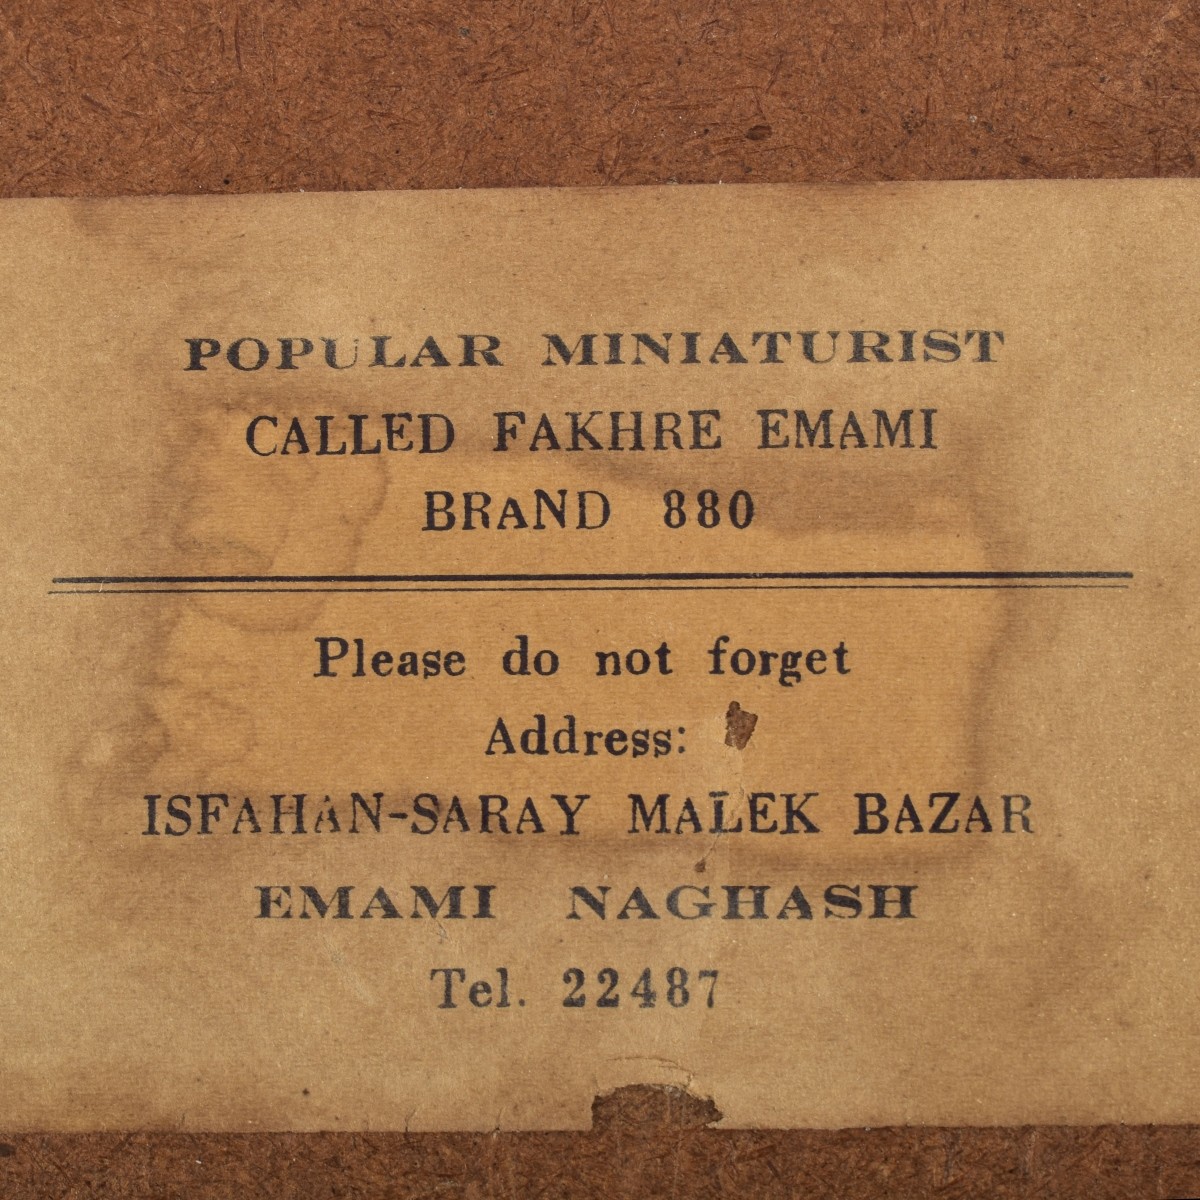 POPULAR MINIATURIST
CALLED FAKHRE EMAMI
BRAND 880
Please do not forget
Address:
ISFAHAN-SARAY MALEK BAZAR
EMAMI NAGHASH
Tel. 22487